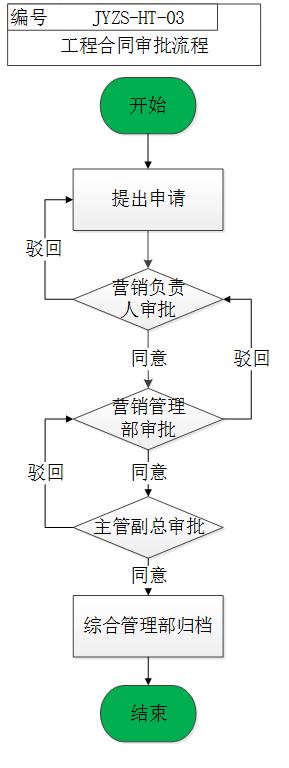 编号 JYZS-HT-03
工程合同审批流程
开始
提出申请
驳回
营销负责
人审批
同意
驳回
营销管理
部审批
驳回
同意
主管副总审批
同意
综合管理部归档
结束